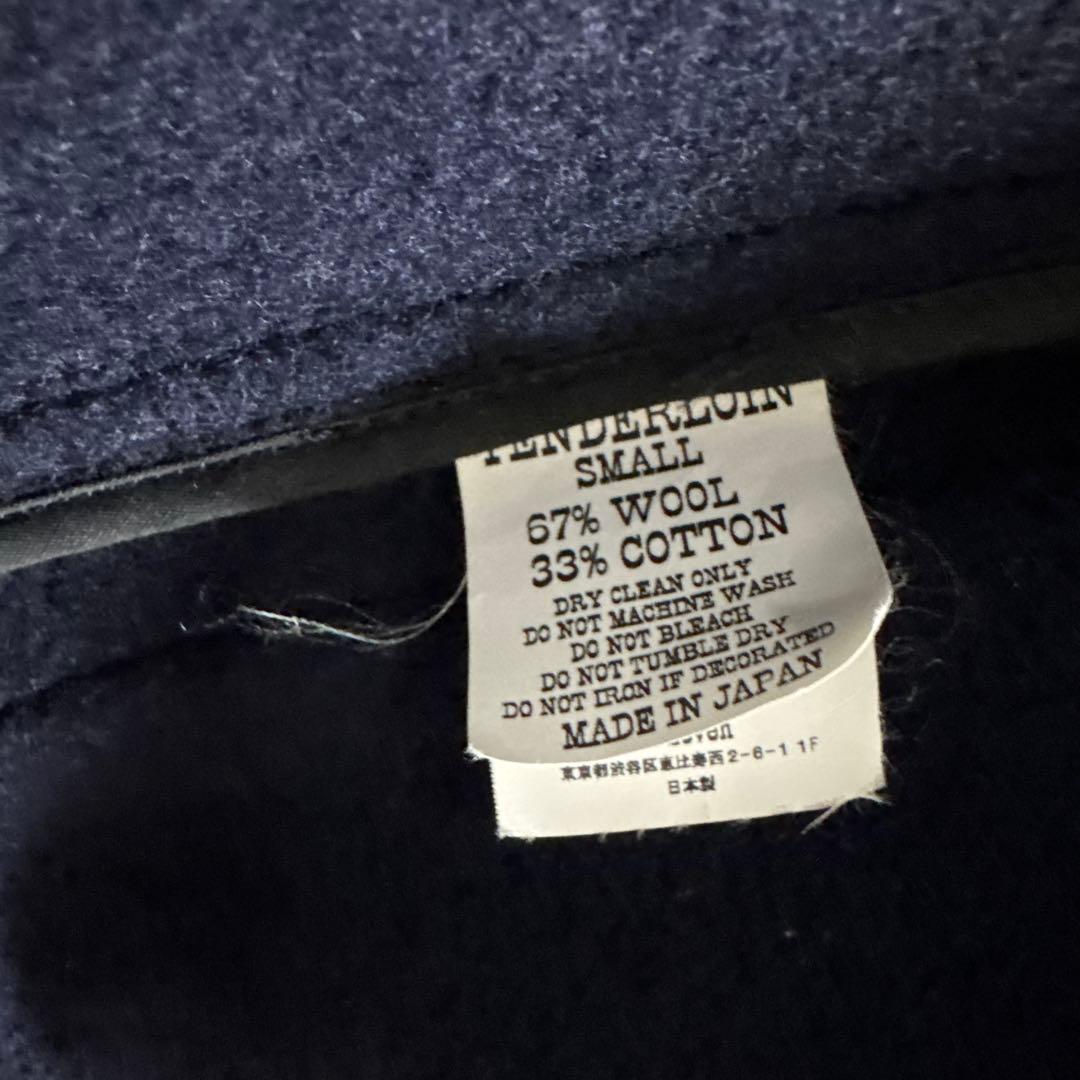 TENDERLOIN
SMALL
67% WOOL
33% COTTON
DRY CLEAN ONLY
DO NOT MACHINE WASH
DO NOT BLEACH
DO NOT TUMBLE DRY
DO NOT IRON IF DECORATED
MADE IN JAPAN
東京都渋谷区恵比寿西2-6-1 1F
日本製